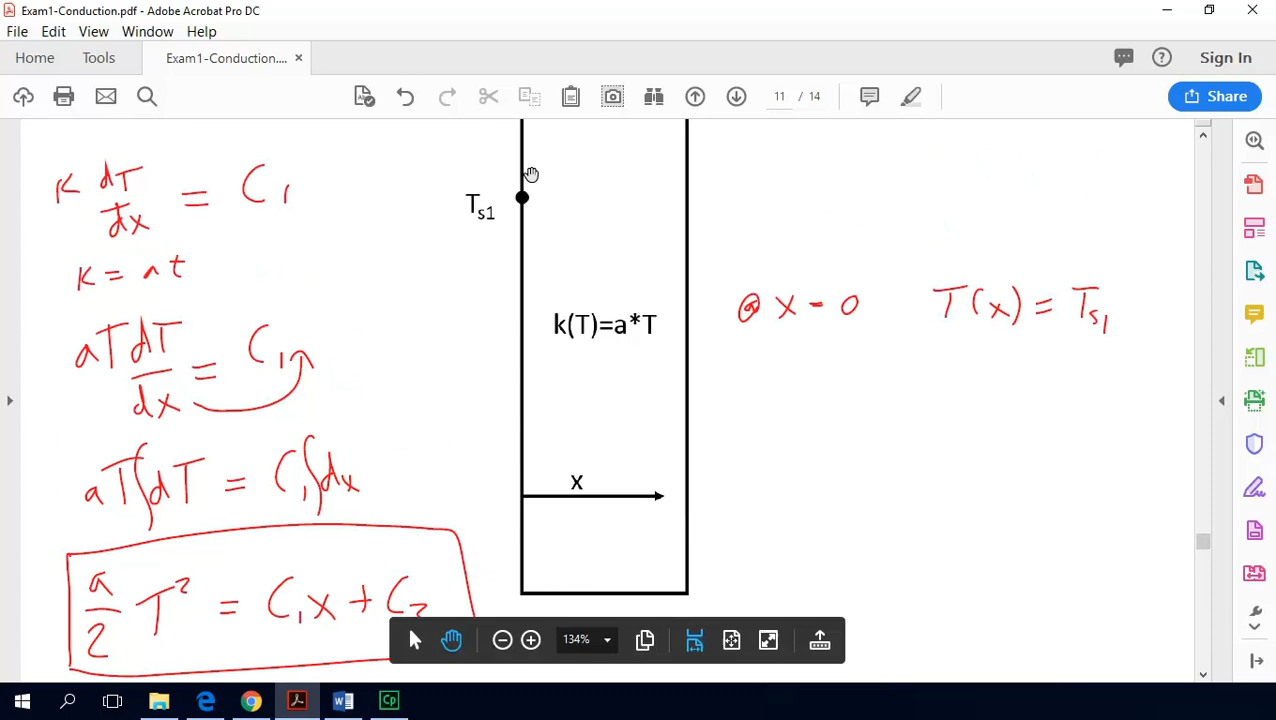 Exam1-Conduction.pdf - Adobe Acrobat Pro DC
File Edit View Window Help
Home Tools Exam1-Conduction.... × Sign In
11 / 14 Share
K dT/dx = C1
K = at
aT dT/dx = C1
aT∫dT = C1∫dx
a/2 T² = C1x + C2
Ts1
k(T)=a*T
x
@ x = 0 T(x) = Ts1
134%